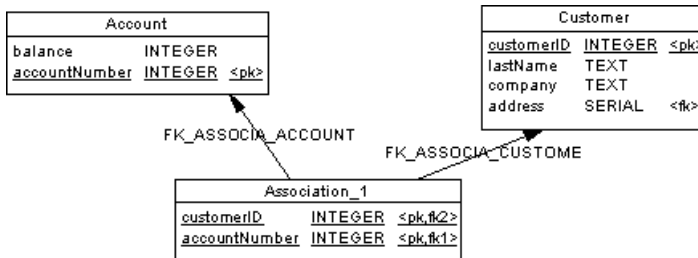 Account
balance INTEGER
accountNumber INTEGER <pk>
Customer
customerID INTEGER <pk>
lastName TEXT
company TEXT
address SERIAL <fk>
FK_ASSOCIA_ACCOUNT
FK_ASSOCIA_CUSTOME
Association_1
customerID INTEGER <pk,fk2>
accountNumber INTEGER <pk,fk1>